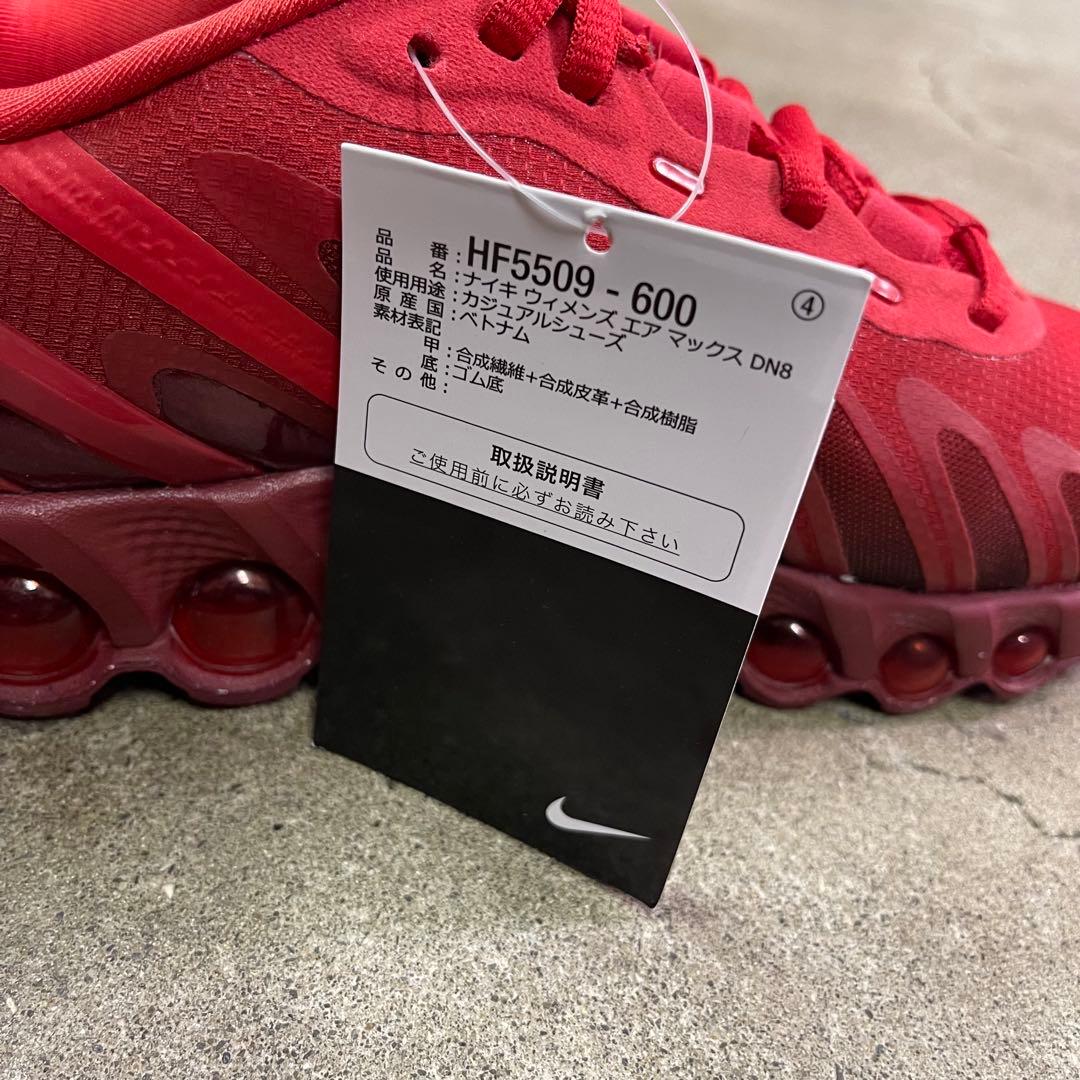 ④
品番:HF5509 - 600
品名:ナイキ ウィメンズ エア マックス DN8
使用用途:カジュアルシューズ
原産国:ベトナム
素材表記
甲:合成繊維+合成皮革+合成樹脂
底:ゴム底
その他:
取扱説明書
ご使用前に必ずお読み下さい